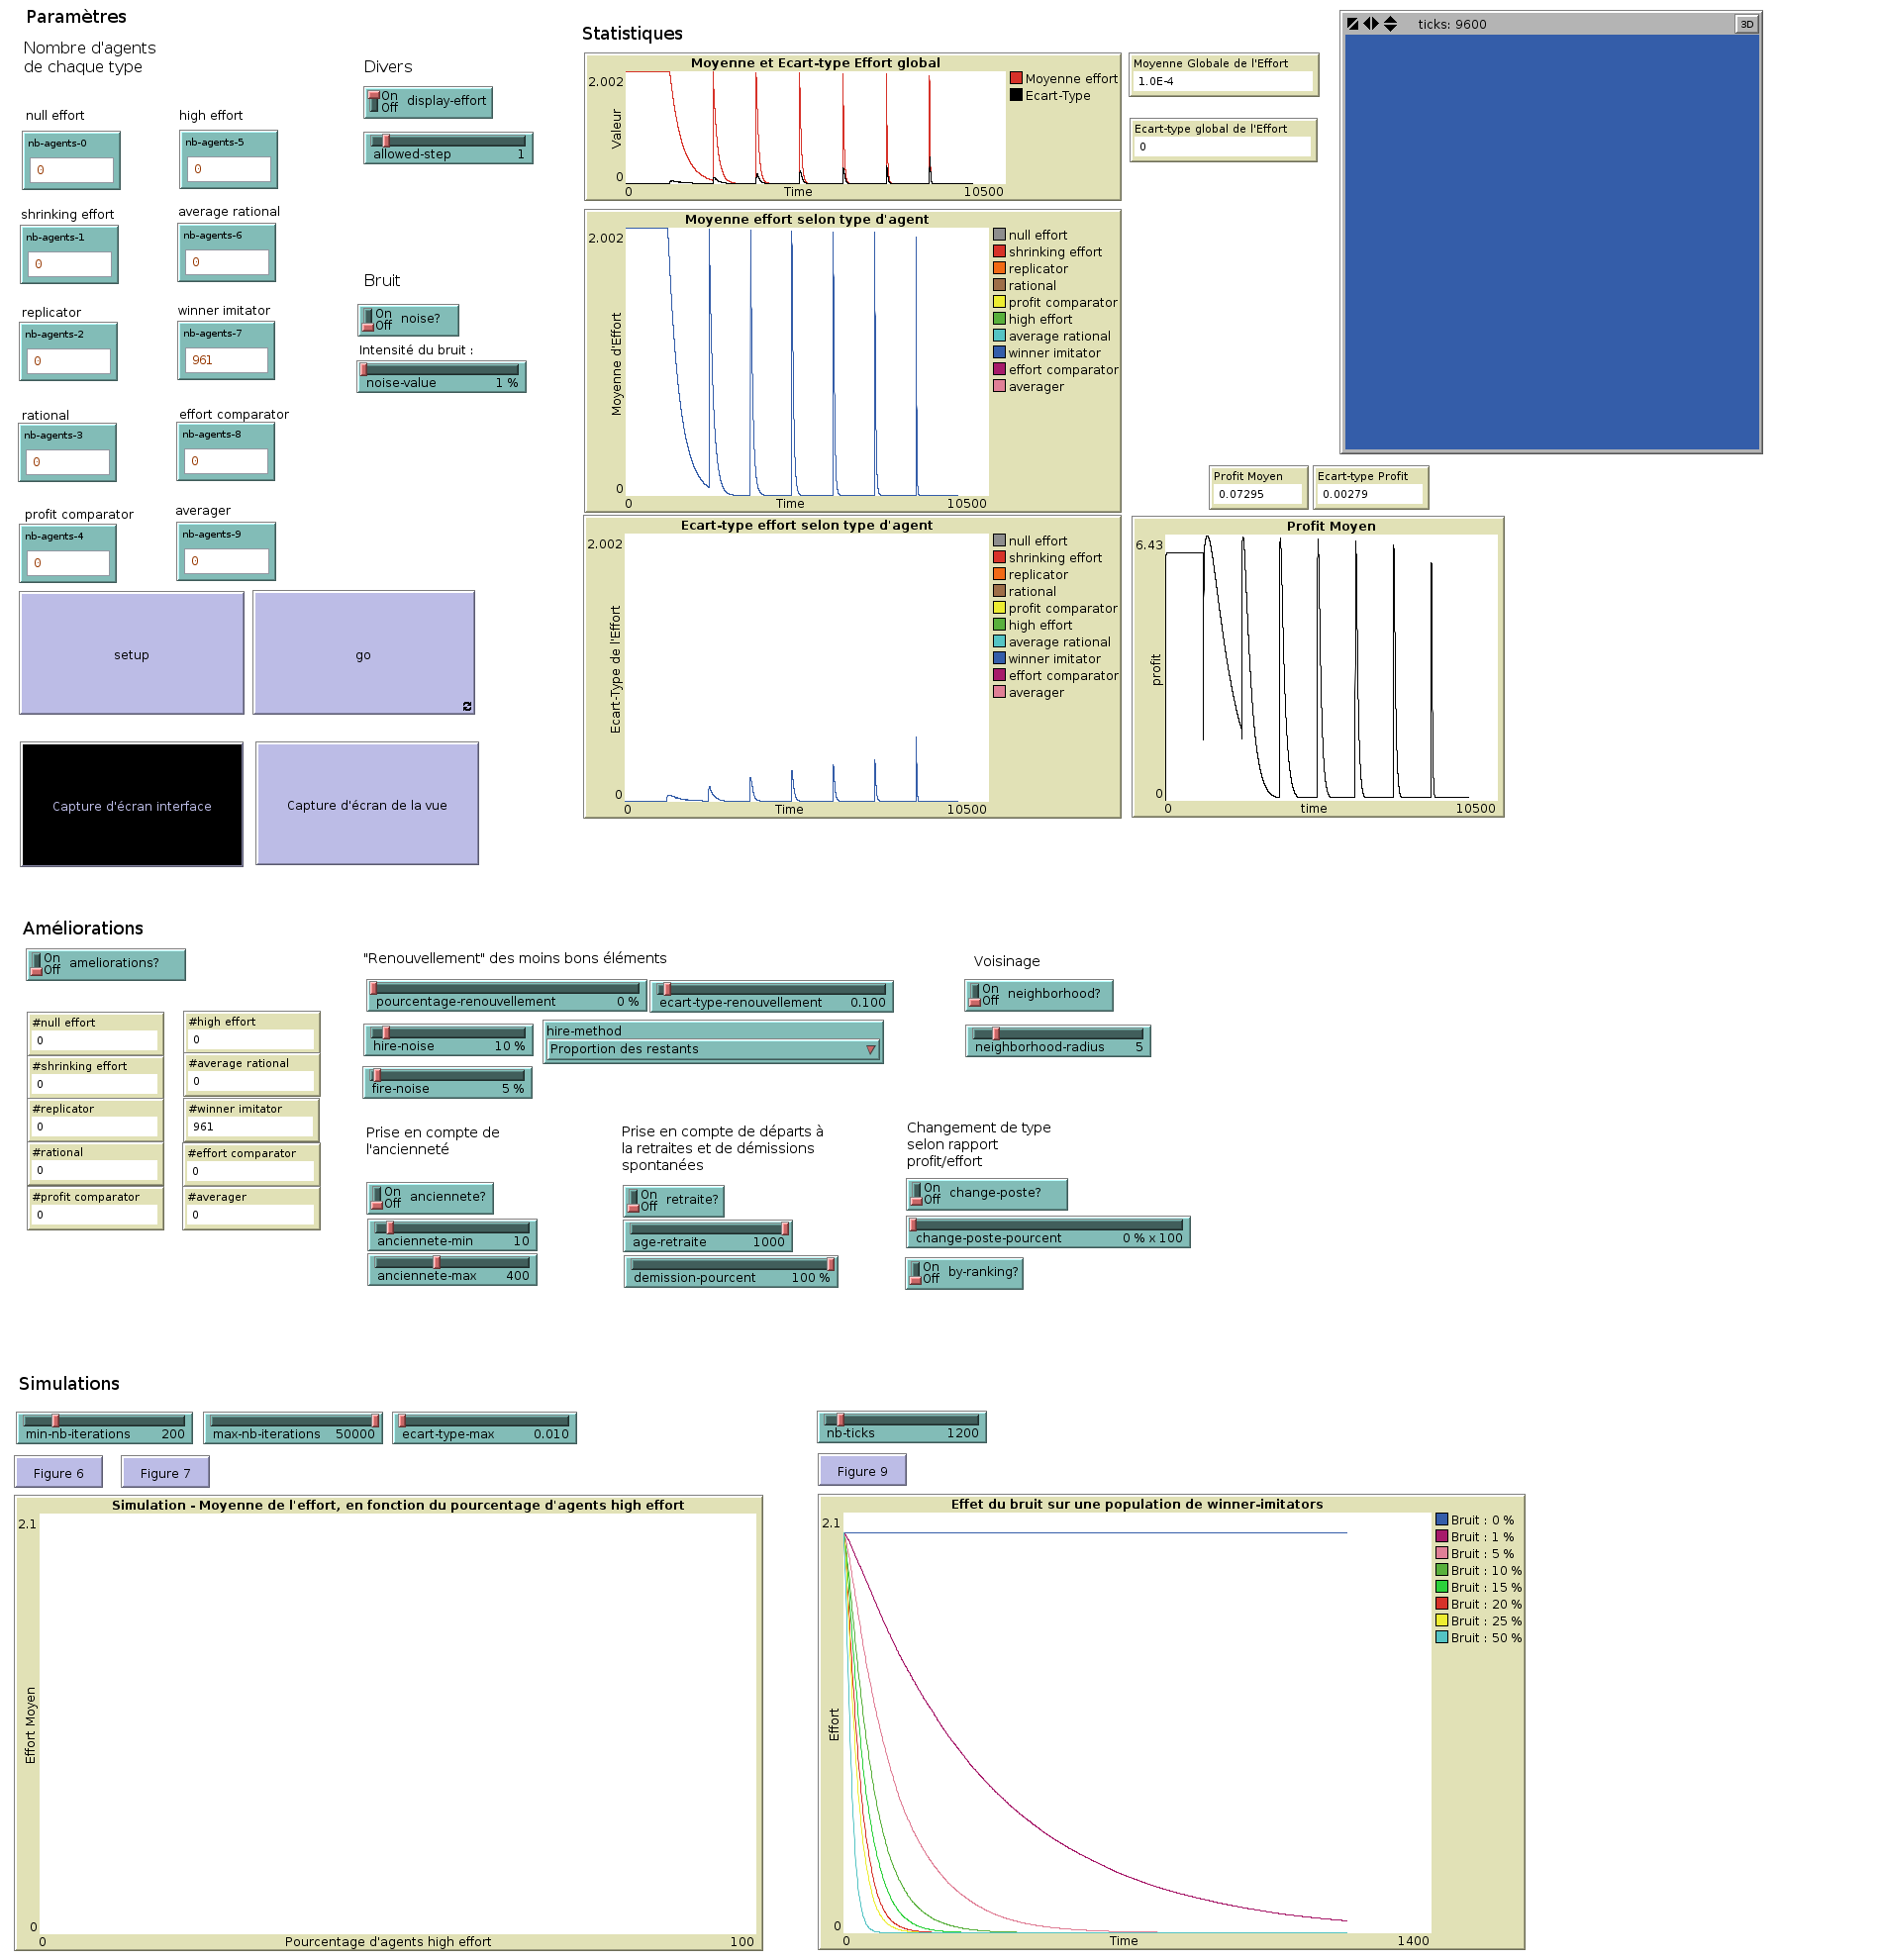 Paramètres
Nombre d'agents
de chaque type
null effort
nb-agents-0
0
high effort
nb-agents-5
0
shrinking effort
nb-agents-1
0
average rational
nb-agents-6
0
replicator
nb-agents-2
0
winner imitator
nb-agents-7
961
rational
nb-agents-3
0
effort comparator
nb-agents-8
0
profit comparator
nb-agents-4
0
averager
nb-agents-9
0
setup
go
Capture d'écran interface
Capture d'écran de la vue
Divers
On
Off
display-effort
allowed-step 1
Bruit
On
Off
noise?
Intensité du bruit :
noise-value 1 %
Statistiques
Moyenne et Ecart-type Effort global
2.002
Valeur
0
0
Time
10500
Moyenne effort
Ecart-Type
Moyenne Globale de l'Effort
1.0E-4
Ecart-type global de l'Effort
0
Moyenne effort selon type d'agent
2.002
Moyenne d'Effort
0
0
Time
10500
null effort
shrinking effort
replicator
rational
profit comparator
high effort
average rational
winner imitator
effort comparator
averager
Ecart-type effort selon type d'agent
2.002
Ecart-Type de l'Effort
0
0
Time
10500
null effort
shrinking effort
replicator
rational
profit comparator
high effort
average rational
winner imitator
effort comparator
averager
ticks: 9600
3D
Profit Moyen
0.07295
Ecart-type Profit
0.00279
Profit Moyen
6.43
profit
0
0
time
10500
Améliorations
On
Off
ameliorations?
#null effort
0
#high effort
0
#shrinking effort
0
#average rational
0
#replicator
0
#winner imitator
961
#rational
0
#effort comparator
0
#profit comparator
0
#averager
0
"Renouvellement" des moins bons éléments
pourcentage-renouvellement 0 %
ecart-type-renouvellement 0.100
hire-noise 10 %
hire-method
Proportion des restants
fire-noise 5 %
Voisinage
On
Off
neighborhood?
neighborhood-radius 5
Prise en compte de
l'ancienneté
On
Off
anciennete?
anciennete-min 10
anciennete-max 400
Prise en compte de départs à
la retraites et de démissions
spontanées
On
Off
retraite?
age-retraite 1000
demission-pourcent 100 %
Changement de type
selon rapport
profit/effort
On
Off
change-poste?
change-poste-pourcent 0 % x 100
On
Off
by-ranking?
Simulations
min-nb-iterations 200
max-nb-iterations 50000
ecart-type-max 0.010
Figure 6
Figure 7
Simulation - Moyenne de l'effort, en fonction du pourcentage d'agents high effort
2.1
Effort Moyen
0
0
Pourcentage d'agents high effort
100
nb-ticks 1200
Figure 9
Effet du bruit sur une population de winner-imitators
2.1
Effort
0
0
Time
1400
Bruit : 0 %
Bruit : 1 %
Bruit : 5 %
Bruit : 10 %
Bruit : 15 %
Bruit : 20 %
Bruit : 25 %
Bruit : 50 %